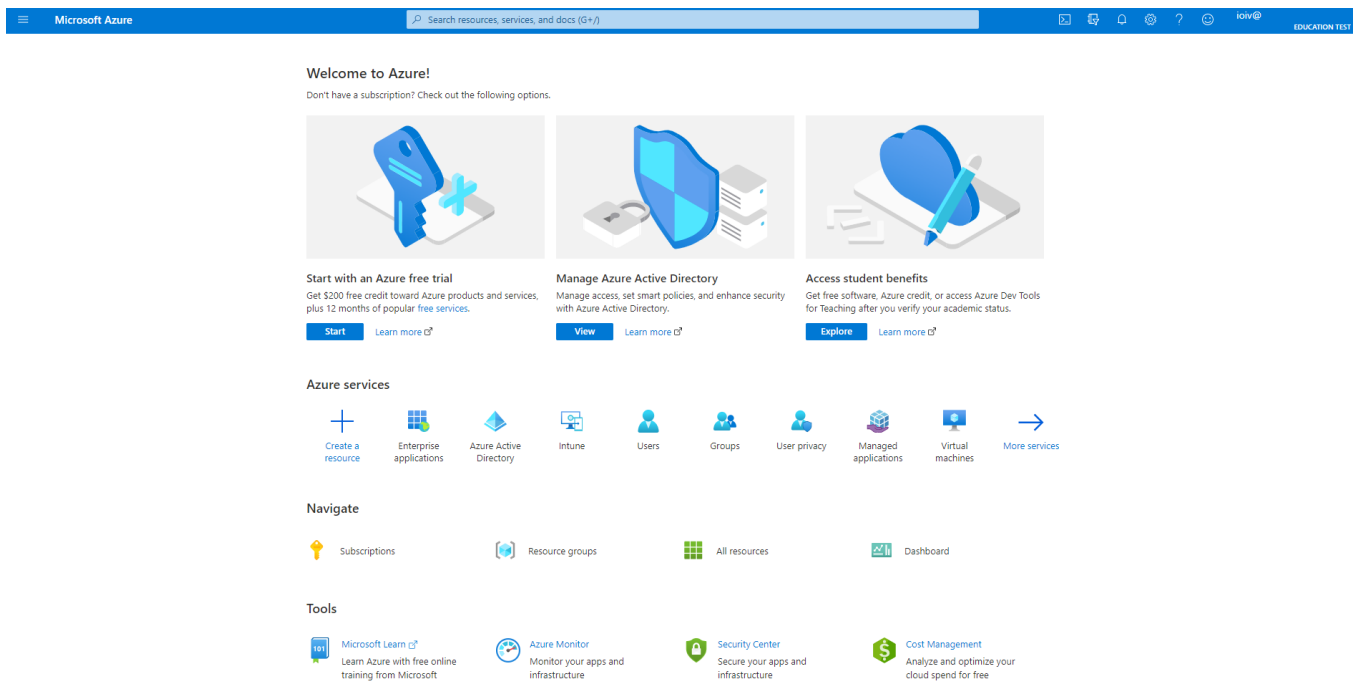 Microsoft Azure
Search resources, services, and docs (G+/)
ioiv@
EDUCATION TEST
Welcome to Azure!
Don't have a subscription? Check out the following options.
Start with an Azure free trial
Get $200 free credit toward Azure products and services,
plus 12 months of popular free services.
Start
Learn more
Manage Azure Active Directory
Manage access, set smart policies, and enhance security
with Azure Active Directory.
View
Learn more
Access student benefits
Get free software, Azure credit, or access Azure Dev Tools
for Teaching after you verify your academic status.
Explore
Learn more
Azure services
Create a
resource
Enterprise
applications
Azure Active
Directory
Intune
Users
Groups
User privacy
Managed
applications
Virtual
machines
More services
Navigate
Subscriptions
Resource groups
All resources
Dashboard
Tools
101
Microsoft Learn
Learn Azure with free online
training from Microsoft
Azure Monitor
Monitor your apps and
infrastructure
Security Center
Secure your apps and
infrastructure
$
Cost Management
Analyze and optimize your
cloud spend for free